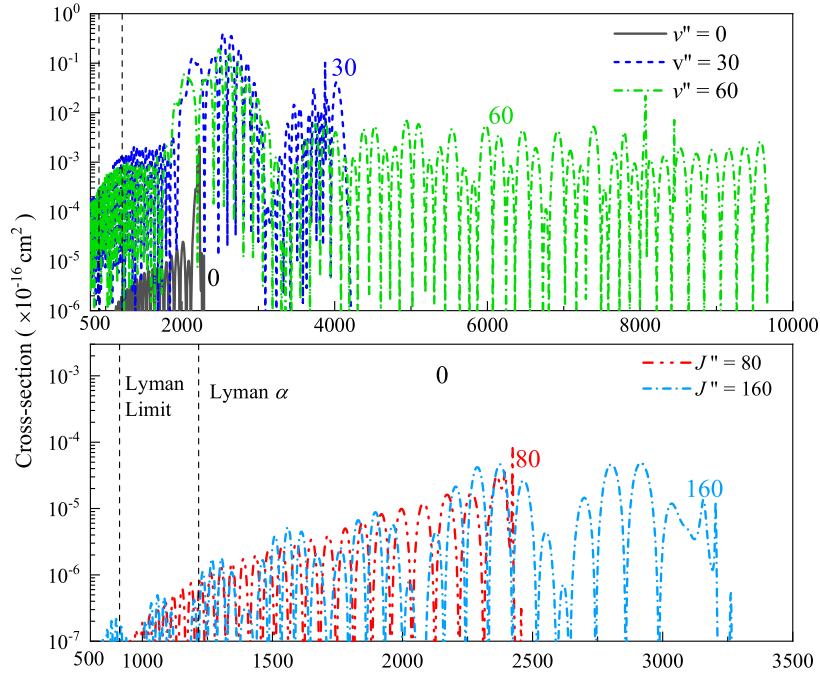 10^0
10^-1
10^-2
10^-3
10^-4
10^-5
10^-6
v" = 0
v" = 30
v" = 60
30
60
0
500 2000 4000 6000 8000 10000
Cross-section ( ×10^-16 cm^2 )
10^-3
10^-4
10^-5
10^-6
10^-7
Lyman
Limit
Lyman α
0
J" = 80
J" = 160
80
160
500 1000 1500 2000 2500 3000 3500